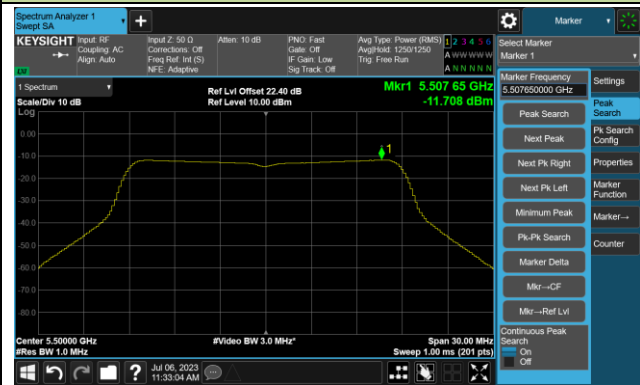 Spectrum Analyzer 1
Swept SA
Marker
KEYSIGHT
Input: RF
Coupling: AC
Align: Auto
Input Z: 50 Ω
Corrections: Off
Freq Ref: Int (S)
NFE: Adaptive
Atten: 10 dB
PNO: Fast
Gate: Off
IF Gain: Low
Sig Track: Off
Avg Type: Power (RMS)
Avg|Hold: 1250/1250
Trig: Free Run
1 2 3 4 5 6
A W W W W W
A N N N N N
Select Marker
Marker 1
1 Spectrum
Ref Lvl Offset 22.40 dB
Mkr1 5.507 65 GHz
Scale/Div 10 dB
Ref Level 10.00 dBm
-11.708 dBm
Log
0.00
-10.0
-20.0
-30.0
-40.0
-50.0
-60.0
-70.0
-80.0
1
Center 5.50000 GHz
#Video BW 3.0 MHz*
Span 30.00 MHz
#Res BW 1.0 MHz
Sweep 1.00 ms (201 pts)
Marker Frequency
5.507650000 GHz
Peak Search
Next Peak
Next Pk Right
Next Pk Left
Minimum Peak
Pk-Pk Search
Marker Delta
Mkr→CF
Mkr→Ref Lvl
Continuous Peak
Search
On
Off
Settings
Peak
Search
Pk Search
Config
Properties
Marker
Function
Marker→
Counter
Jul 06, 2023
11:33:04 AM